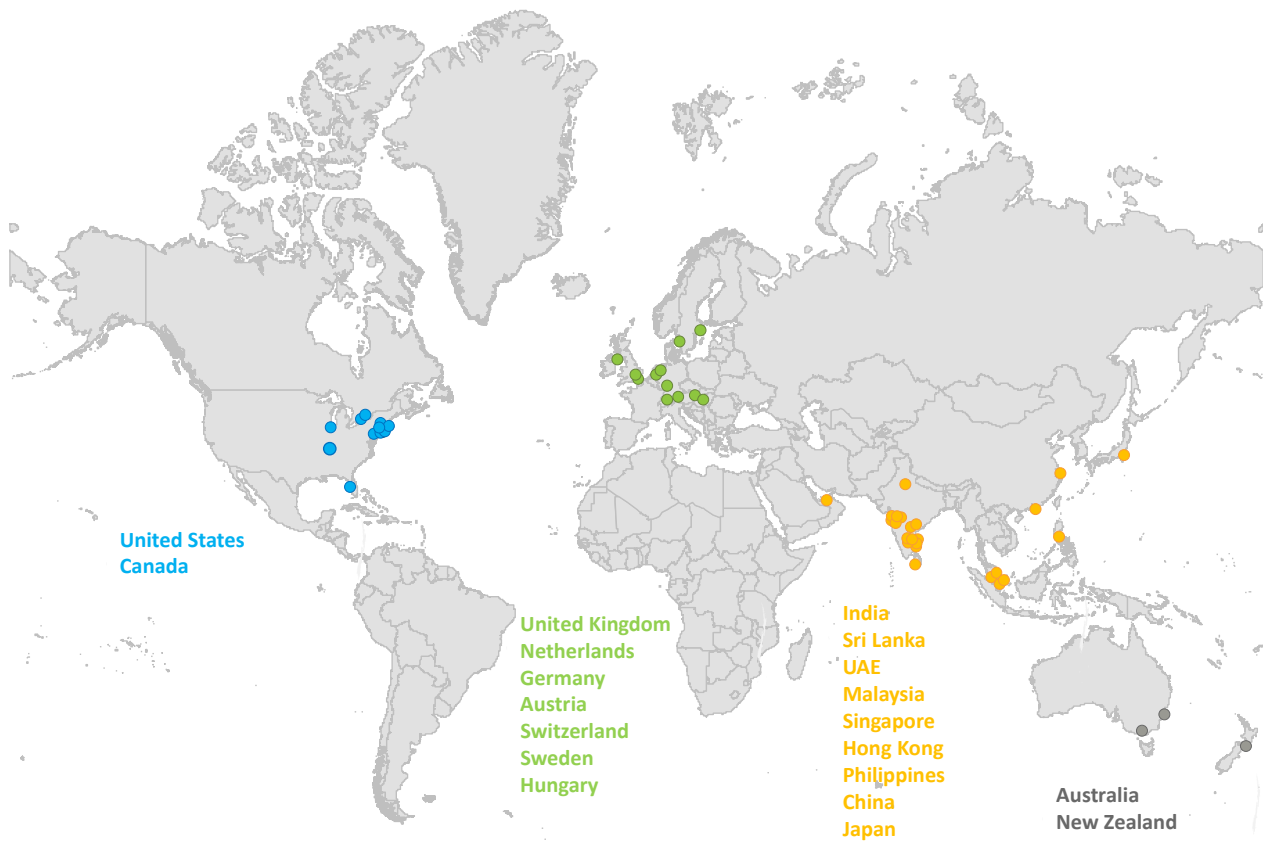 United States
Canada
United Kingdom
Netherlands
Germany
Austria
Switzerland
Sweden
Hungary
India
Sri Lanka
UAE
Malaysia
Singapore
Hong Kong
Philippines
China
Japan
Australia
New Zealand